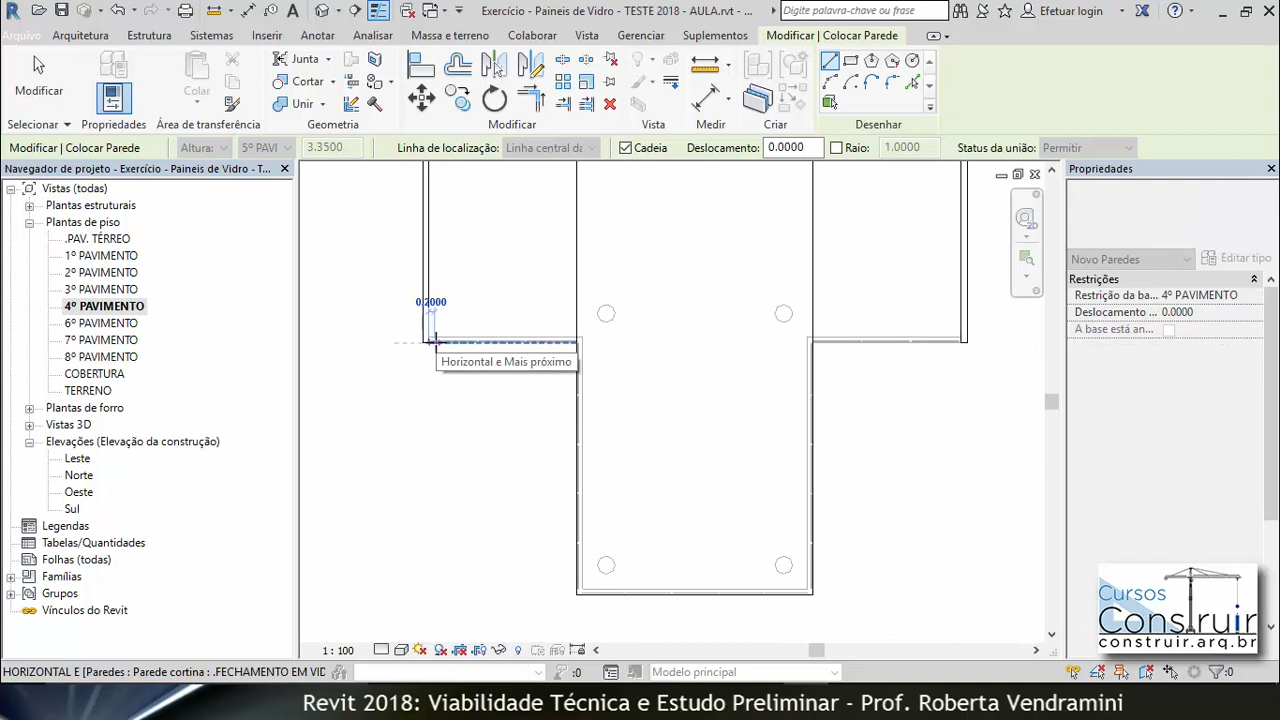 Exercício - Paineis de Vidro - TESTE 2018 - AULA.rvt -
Digite palavra-chave ou frase
Efetuar login
Arquivo Arquitetura Estrutura Sistemas Inserir Anotar Analisar Massa e terreno Colaborar Vista Gerenciar Suplementos Modificar | Colocar Parede
Modificar
Propriedades
Colar
Junta
Cortar
Unir
Selecionar Propriedades Área de transferência Geometria Modificar Vista Medir Criar Desenhar
Modificar | Colocar Parede Altura: 5º PAVI 3.3500 Linha de localização: Linha central da Cadeia Deslocamento: 0.0000 Raio: 1.0000 Status da união: Permitir
Navegador de projeto - Exercício - Paineis de Vidro - T...
Vistas (todas)
Plantas estruturais
Plantas de piso
.PAV. TÉRREO
1º PAVIMENTO
2º PAVIMENTO
3º PAVIMENTO
4º PAVIMENTO
6º PAVIMENTO
7º PAVIMENTO
8º PAVIMENTO
COBERTURA
TERRENO
Plantas de forro
Vistas 3D
Elevações (Elevação da construção)
Leste
Norte
Oeste
Sul
Legendas
Tabelas/Quantidades
Folhas (todas)
Famílias
Grupos
Vínculos do Revit
0.2000
Horizontal e Mais próximo
2D
Propriedades
Novo Paredes
Editar tipo
Restrições
Restrição da ba... 4º PAVIMENTO
Deslocamento ... 0.0000
A base está an...
1 : 100
HORIZONTAL E [Paredes : Parede cortina : .FECHAMENTO EM VID
:0
Modelo principal
:0
Cursos
Construir
construir.arq.br
Revit 2018: Viabilidade Técnica e Estudo Preliminar - Prof. Roberta Vendramini